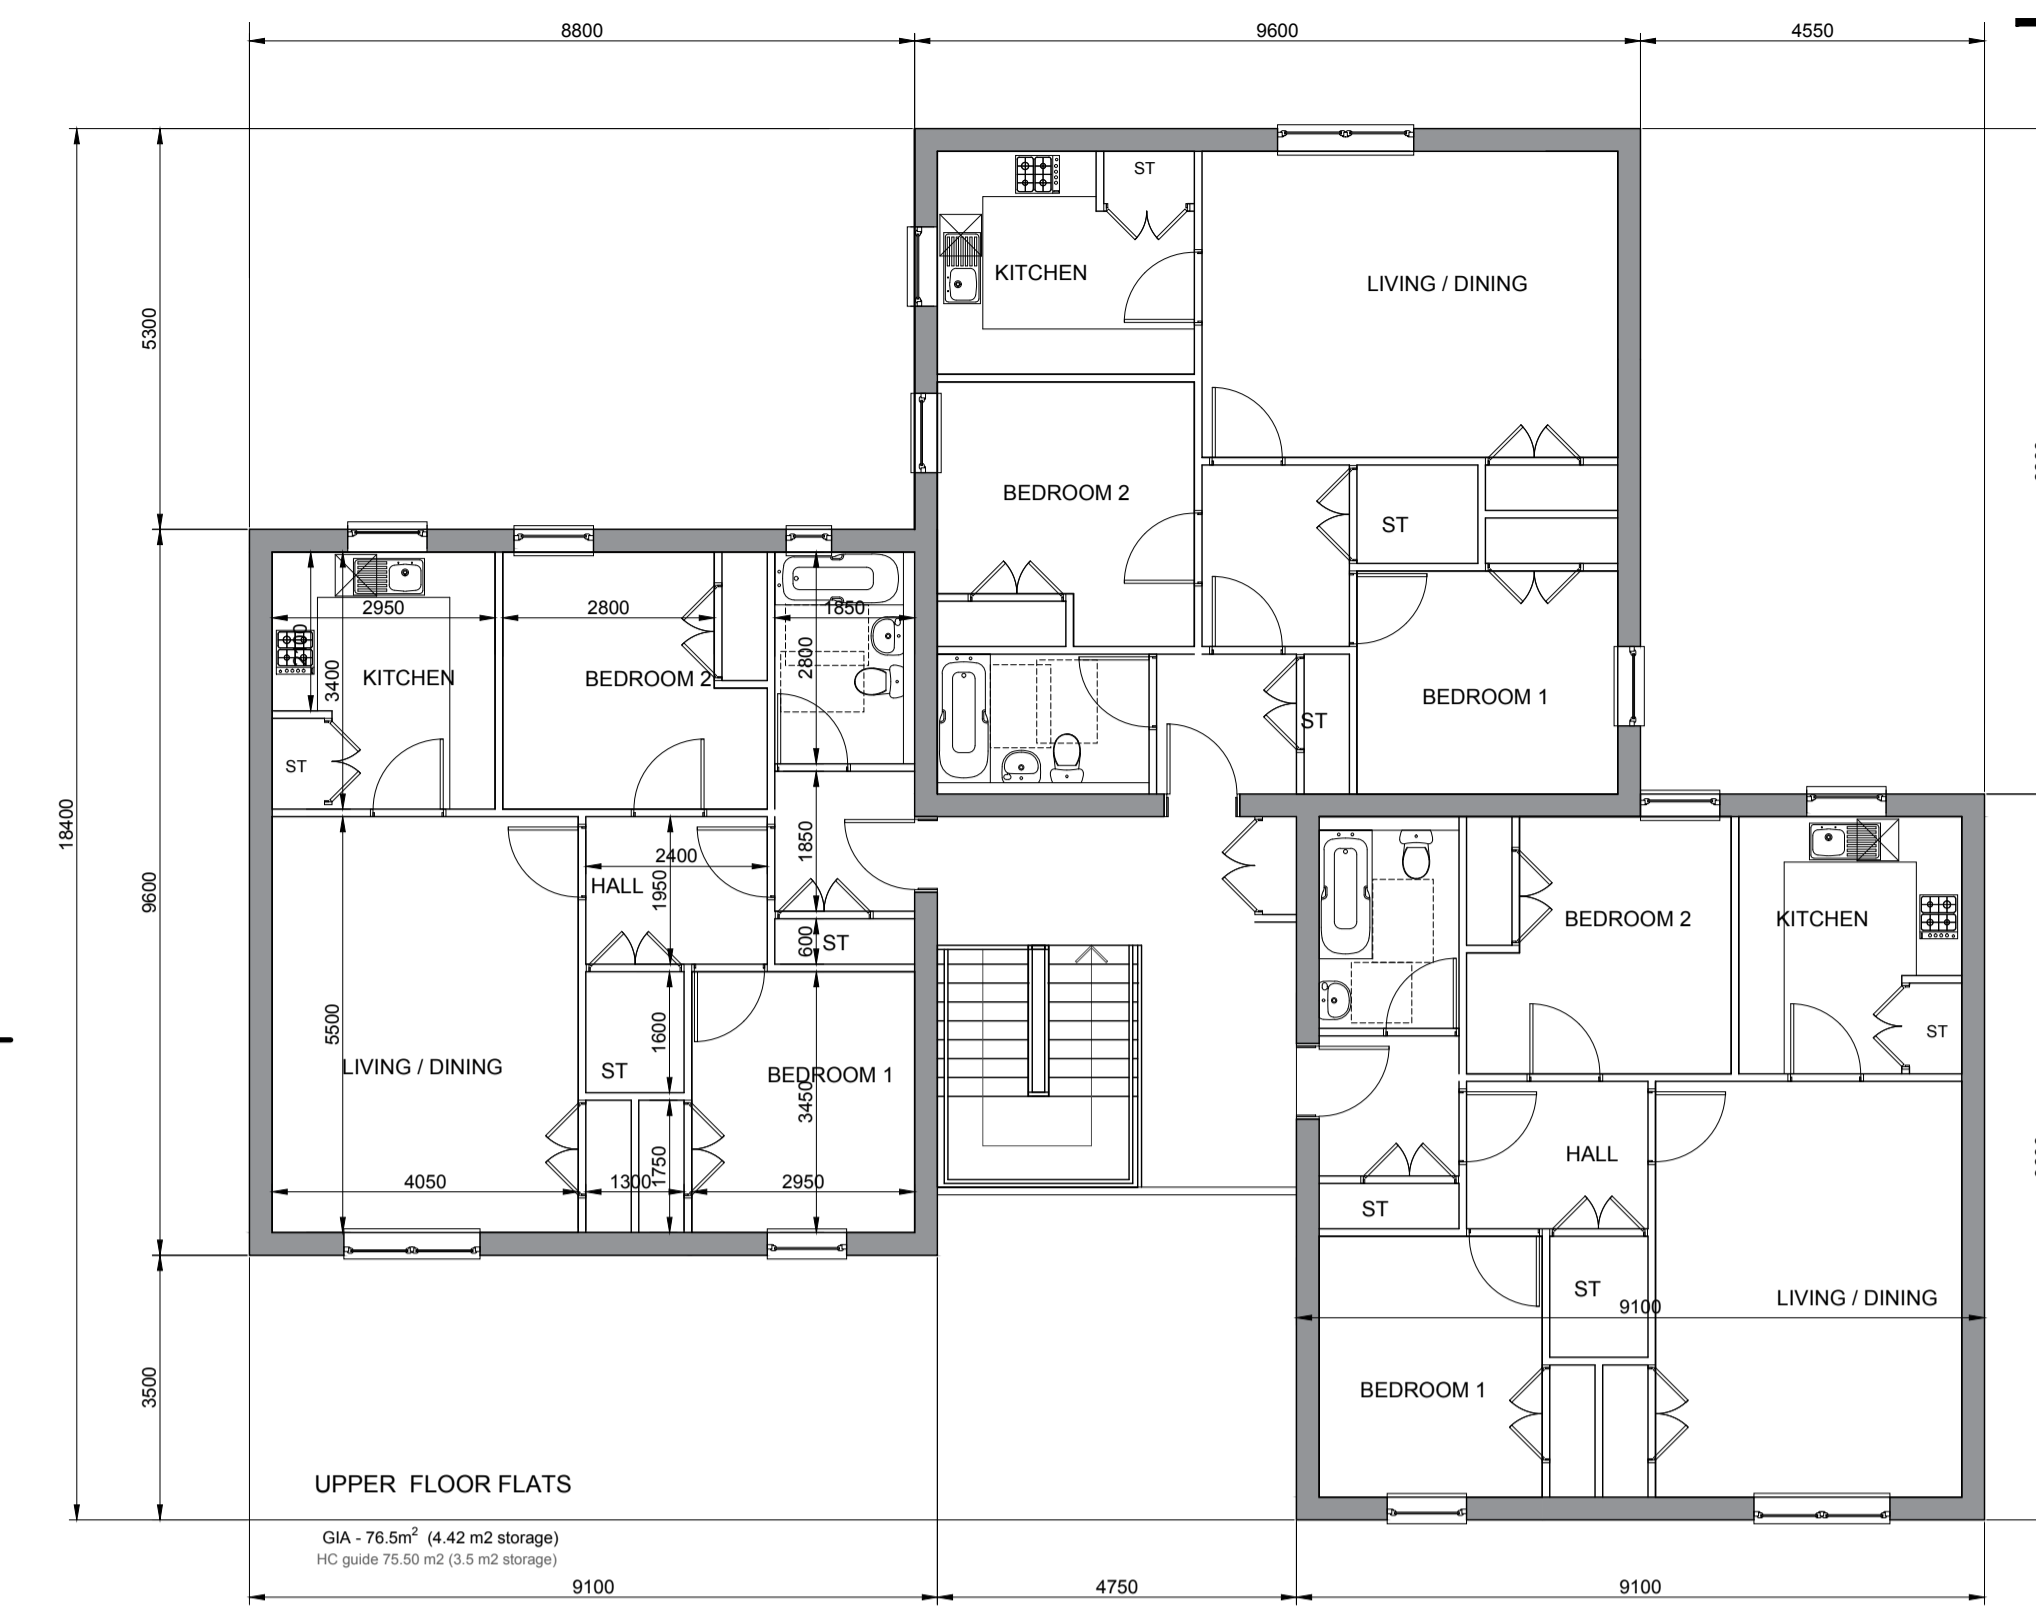 8800
9600
4550
ST
KITCHEN
LIVING / DINING
5300
BEDROOM 2
ST
2950
2800
1850
3400
KITCHEN
BEDROOM 2
2800
BEDROOM 1
ST
ST
18400
9600
1850
2400
HALL
1950
600
ST
BEDROOM 2
KITCHEN
ST
5500
1600
LIVING / DINING
ST
BEDROOM 1
3450
HALL
1750
4050
1300
2950
ST
ST
9100
LIVING / DINING
3500
BEDROOM 1
UPPER FLOOR FLATS
GIA - 76.5m² (4.42 m2 storage)
HC guide 75.50 m2 (3.5 m2 storage)
9100
4750
9100